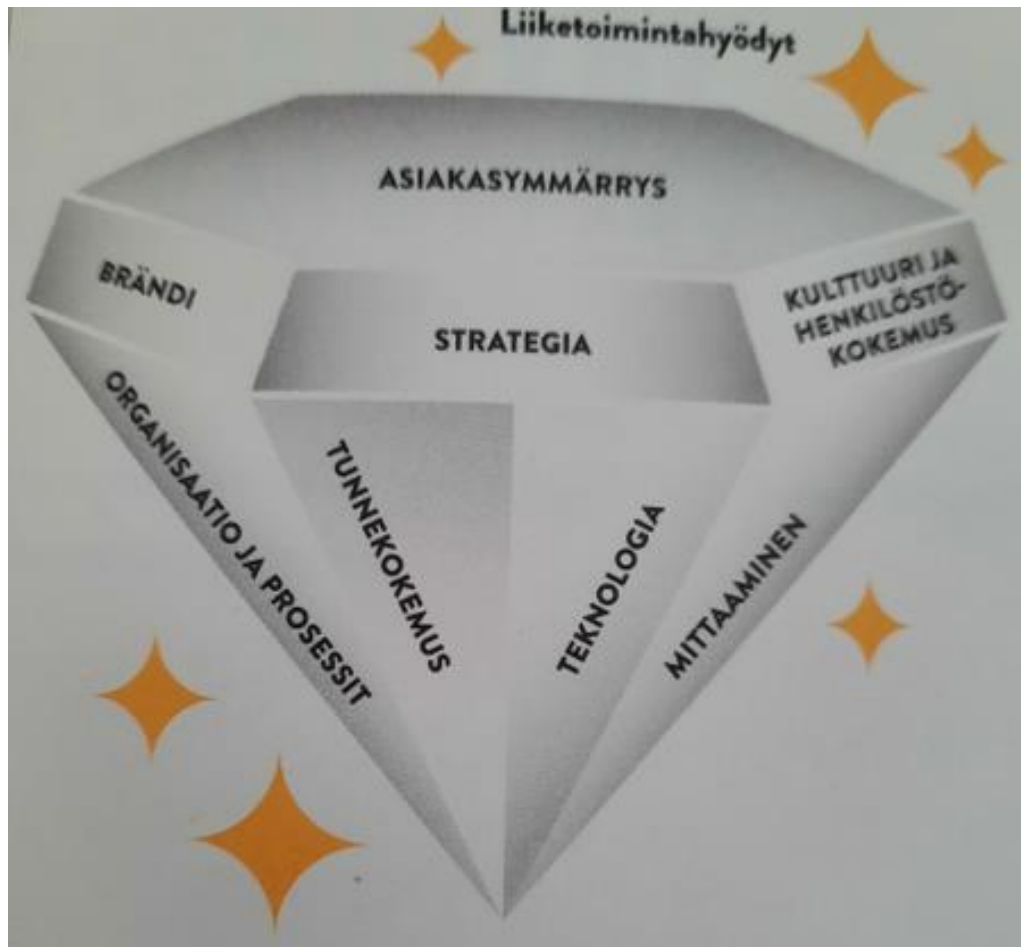 Liiketoimintahyödyt
ASIAKASYMMÄRRYS
BRÄNDI
STRATEGIA
KULTTUURI JA
HENKILÖSTÖ-
KOKEMUS
ORGANISAATIO JA PROSESSIT
TUNNEKOKEMUS
TEKNOLOGIA
MITTAAMINEN